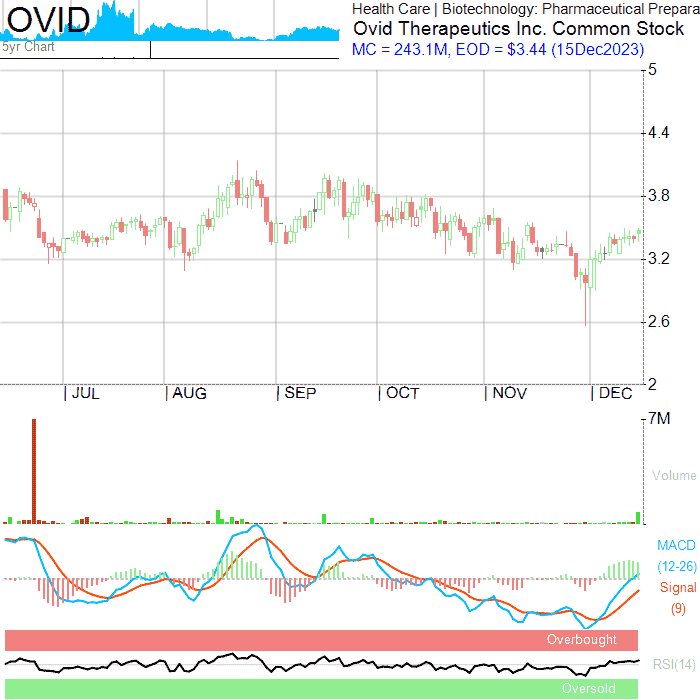 OVID
5yr Chart
Health Care | Biotechnology: Pharmaceutical Prepara
Ovid Therapeutics Inc. Common Stock
MC = 243.1M, EOD = $3.44 (15Dec2023)
5
4.4
3.8
3.2
2.6
2
| JUL | AUG | SEP | OCT | NOV | DEC
7M
Volume
MACD
(12-26)
Signal
(9)
Overbought
RSI(14)
Oversold